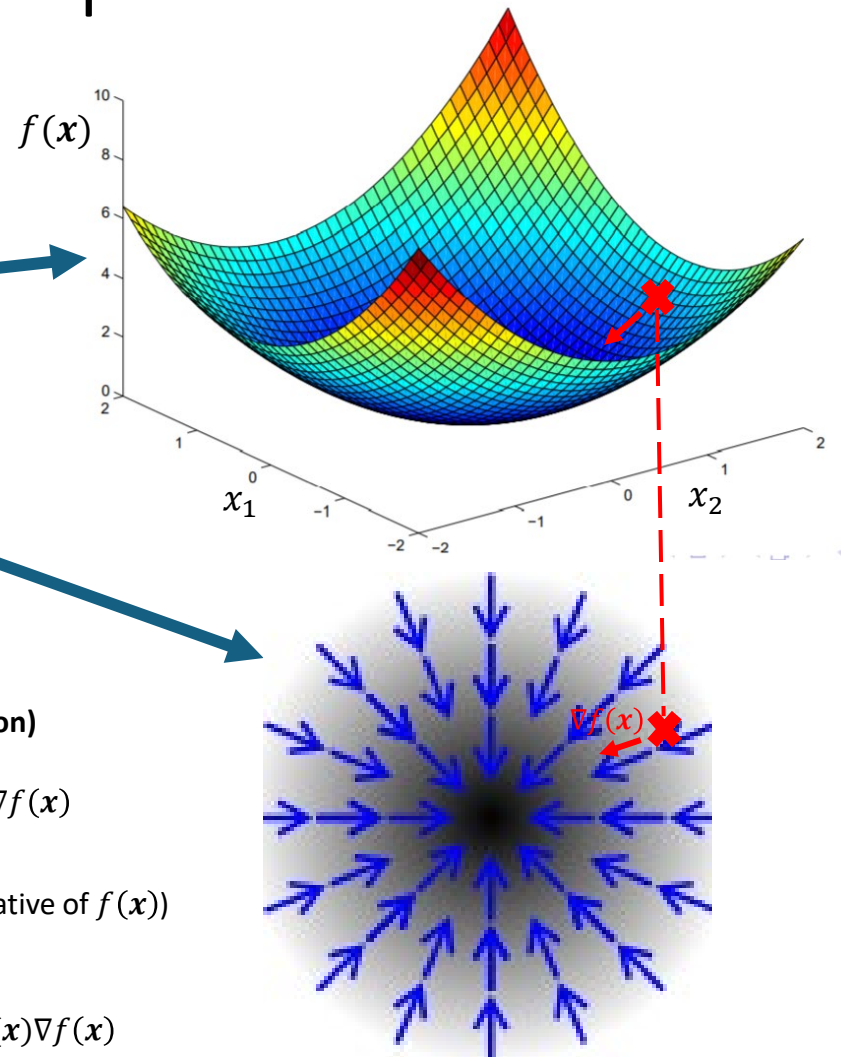 10
f(x)
8
6
4
2
0
2
1
0
x₁
−1
−2
−2
−1
0
x₂
1
2
on)
∇f(x)
∇f(x)
ative of f(x))
(x)∇f(x)